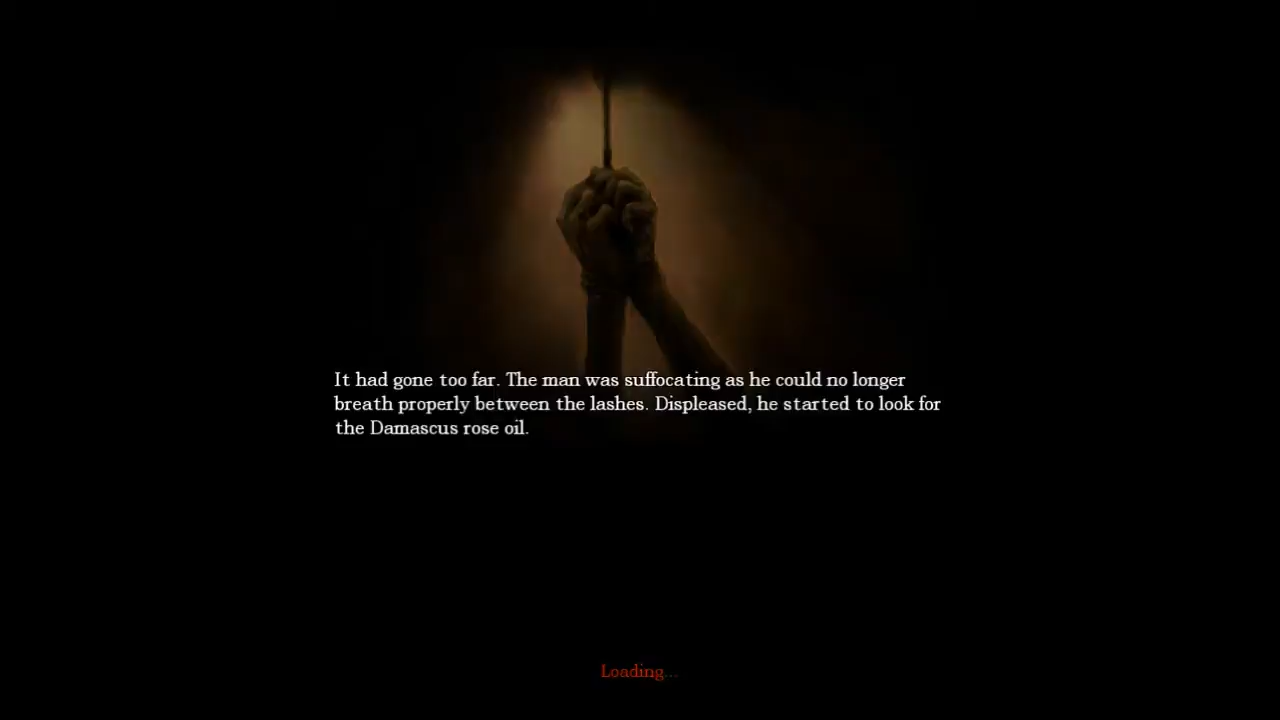 It had gone too far. The man was suffocating as he could no longer
breath properly between the lashes. Displeased, he started to look for
the Damascus rose oil.
Loading...